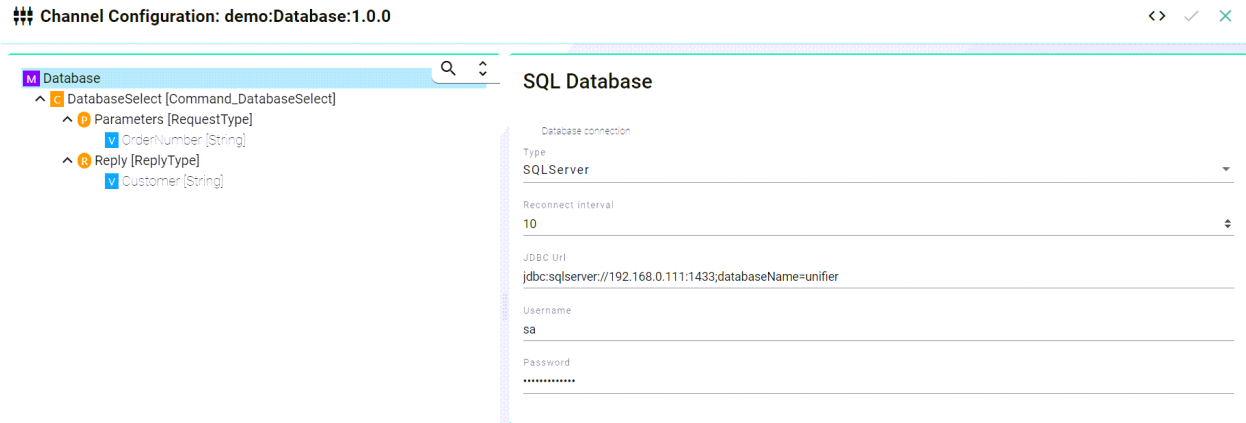 Channel Configuration: demo:Database:1.0.0
M Database
C DatabaseSelect [Command_DatabaseSelect]
P Parameters [RequestType]
V OrderNumber [String]
R Reply [ReplyType]
V Customer [String]
SQL Database
Database connection
Type
SQLServer
Reconnect interval
10
JDBC Url
jdbc:sqlserver://192.168.0.111:1433;databaseName=unifier
Username
sa
Password
•••••••••••••